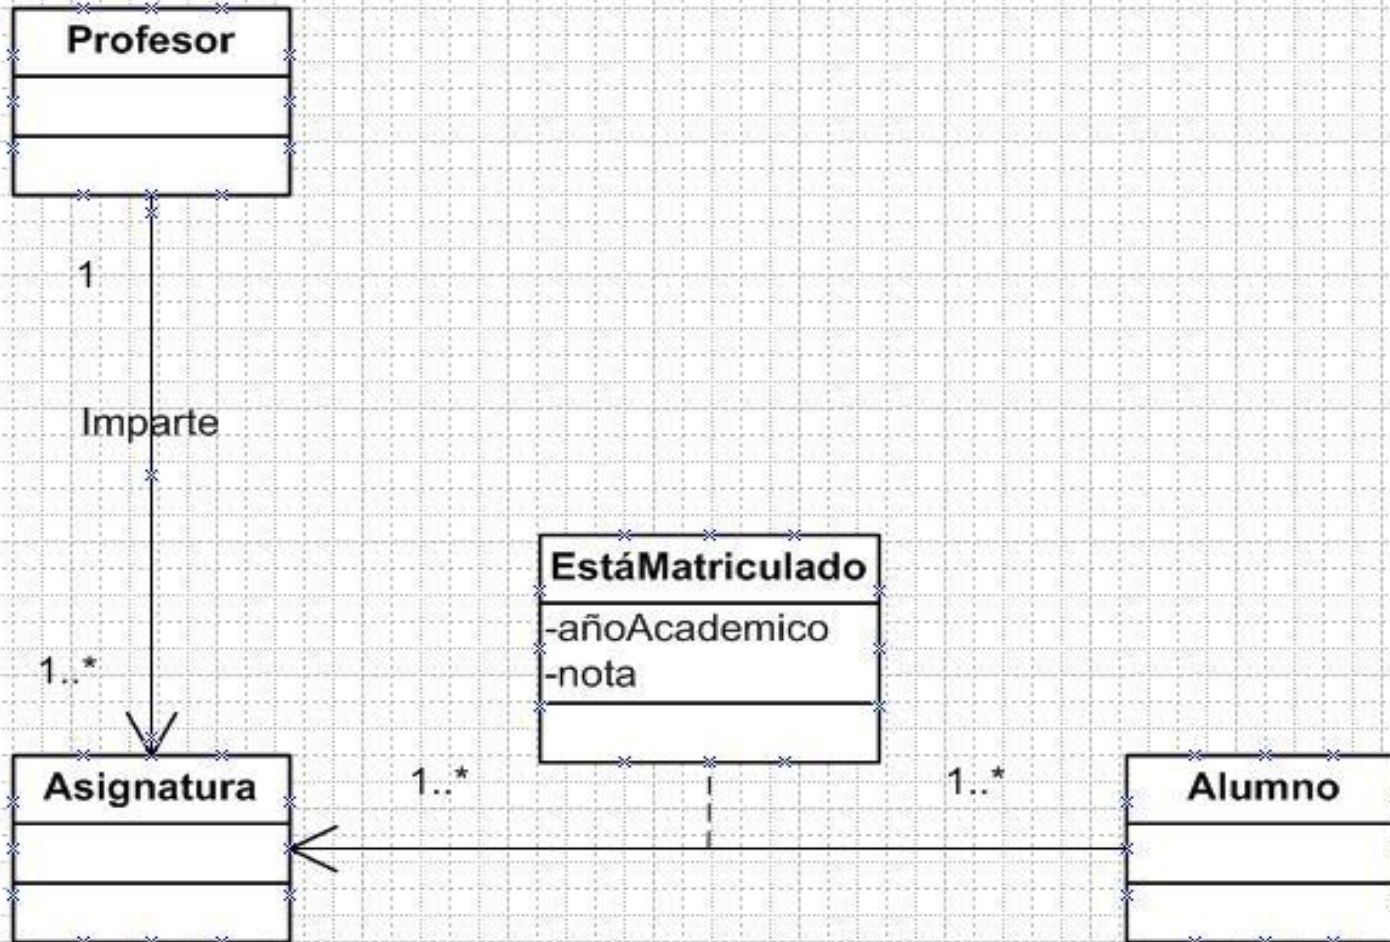 Profesor
1
Imparte
1..*
EstáMatriculado
-añoAcademico
-nota
Asignatura
1..*
1..*
Alumno